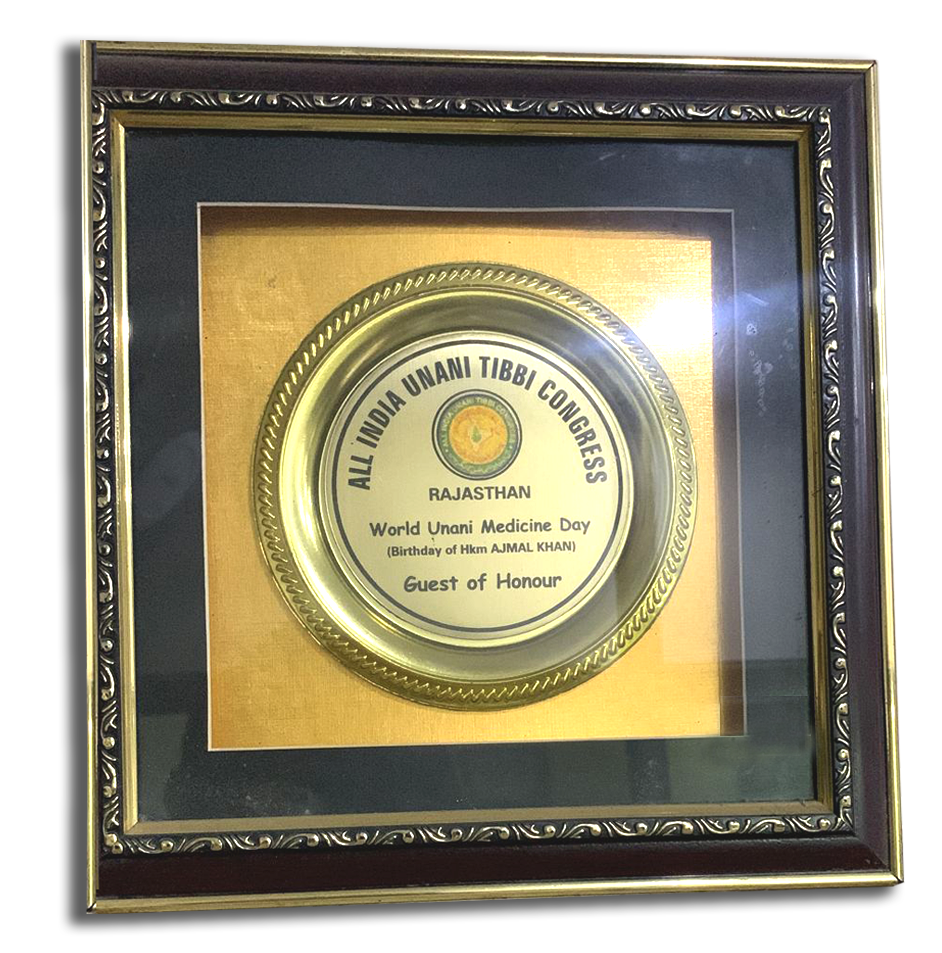 ALL INDIA UNANI TIBBI CONGRESS
RAJASTHAN
World Unani Medicine Day
(Birthday of Hkm AJMAL KHAN)
Guest of Honour